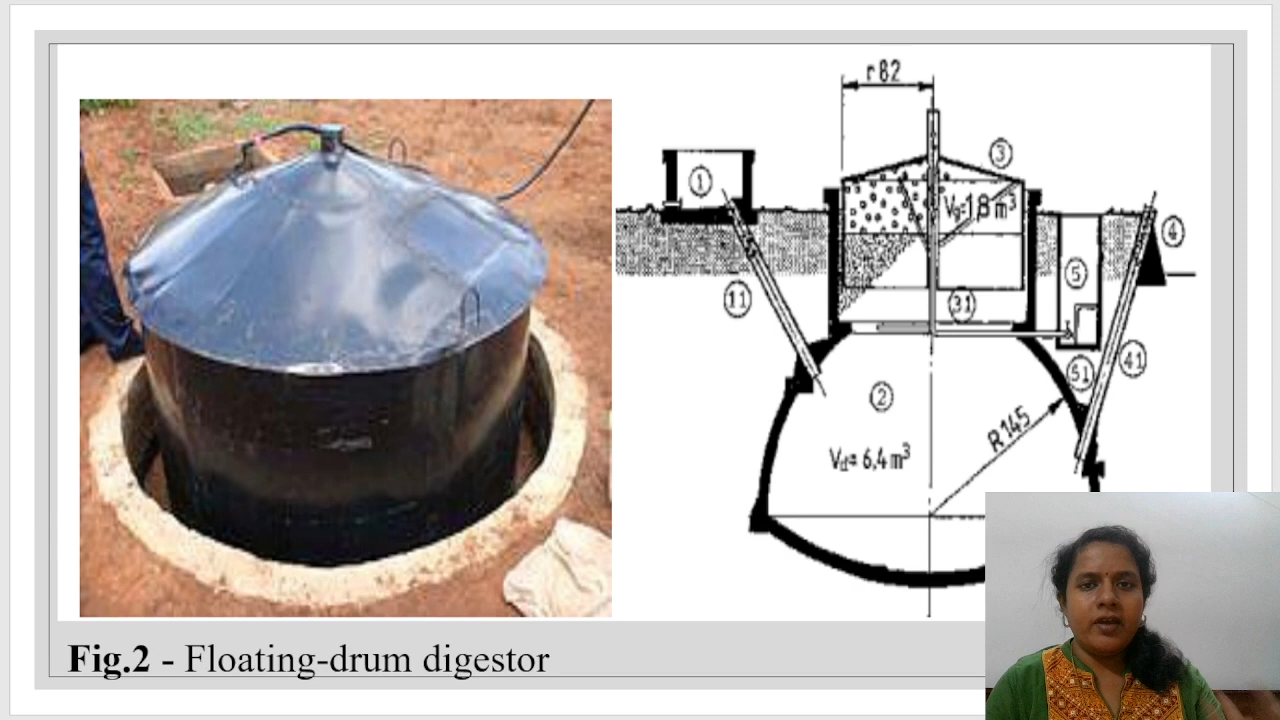 r 82
1
3
Vg=1,8 m³
4
5
11
31
2
51
41
R 145
Vd= 6,4 m³
Fig.2 - Floating-drum digestor